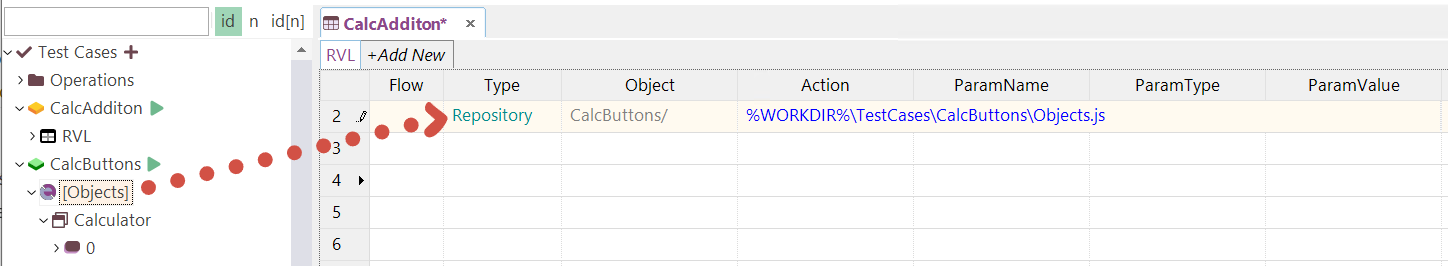 id n id[n]
Test Cases
Operations
CalcAdditon
RVL
CalcButtons
[Objects]
Calculator
0
CalcAdditon*
RVL +Add New
Flow Type Object Action ParamName ParamType ParamValue
2 Repository CalcButtons/ %WORKDIR%\TestCases\CalcButtons\Objects.js
3
4
5
6